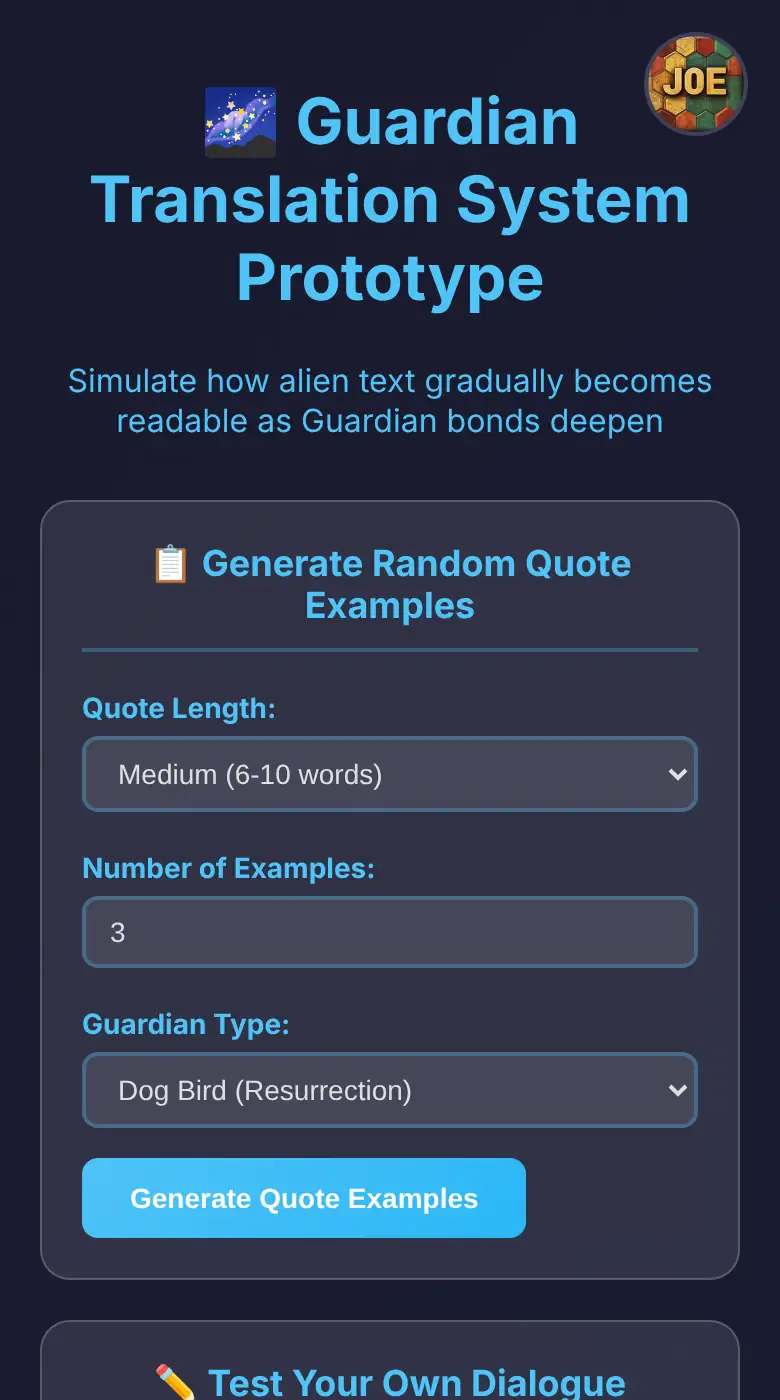 JOE
🌌 Guardian
Translation System
Prototype
Simulate how alien text gradually becomes
readable as Guardian bonds deepen
📋 Generate Random Quote
Examples
Quote Length:
Medium (6-10 words)
Number of Examples:
3
Guardian Type:
Dog Bird (Resurrection)
Generate Quote Examples
✏️ Test Your Own Dialogue